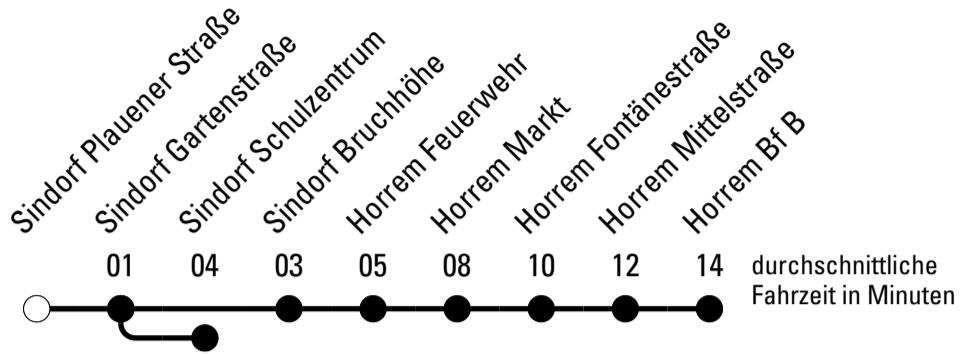 Sindorf Plauener Straße
Sindorf Gartenstraße
Sindorf Schulzentrum
Sindorf Bruchhöhe
Horrem Feuerwehr
Horrem Markt
Horrem Fontänestraße
Horrem Mittelstraße
Horrem Bf B
01 04 03 05 08 10 12 14
durchschnittliche
Fahrzeit in Minuten